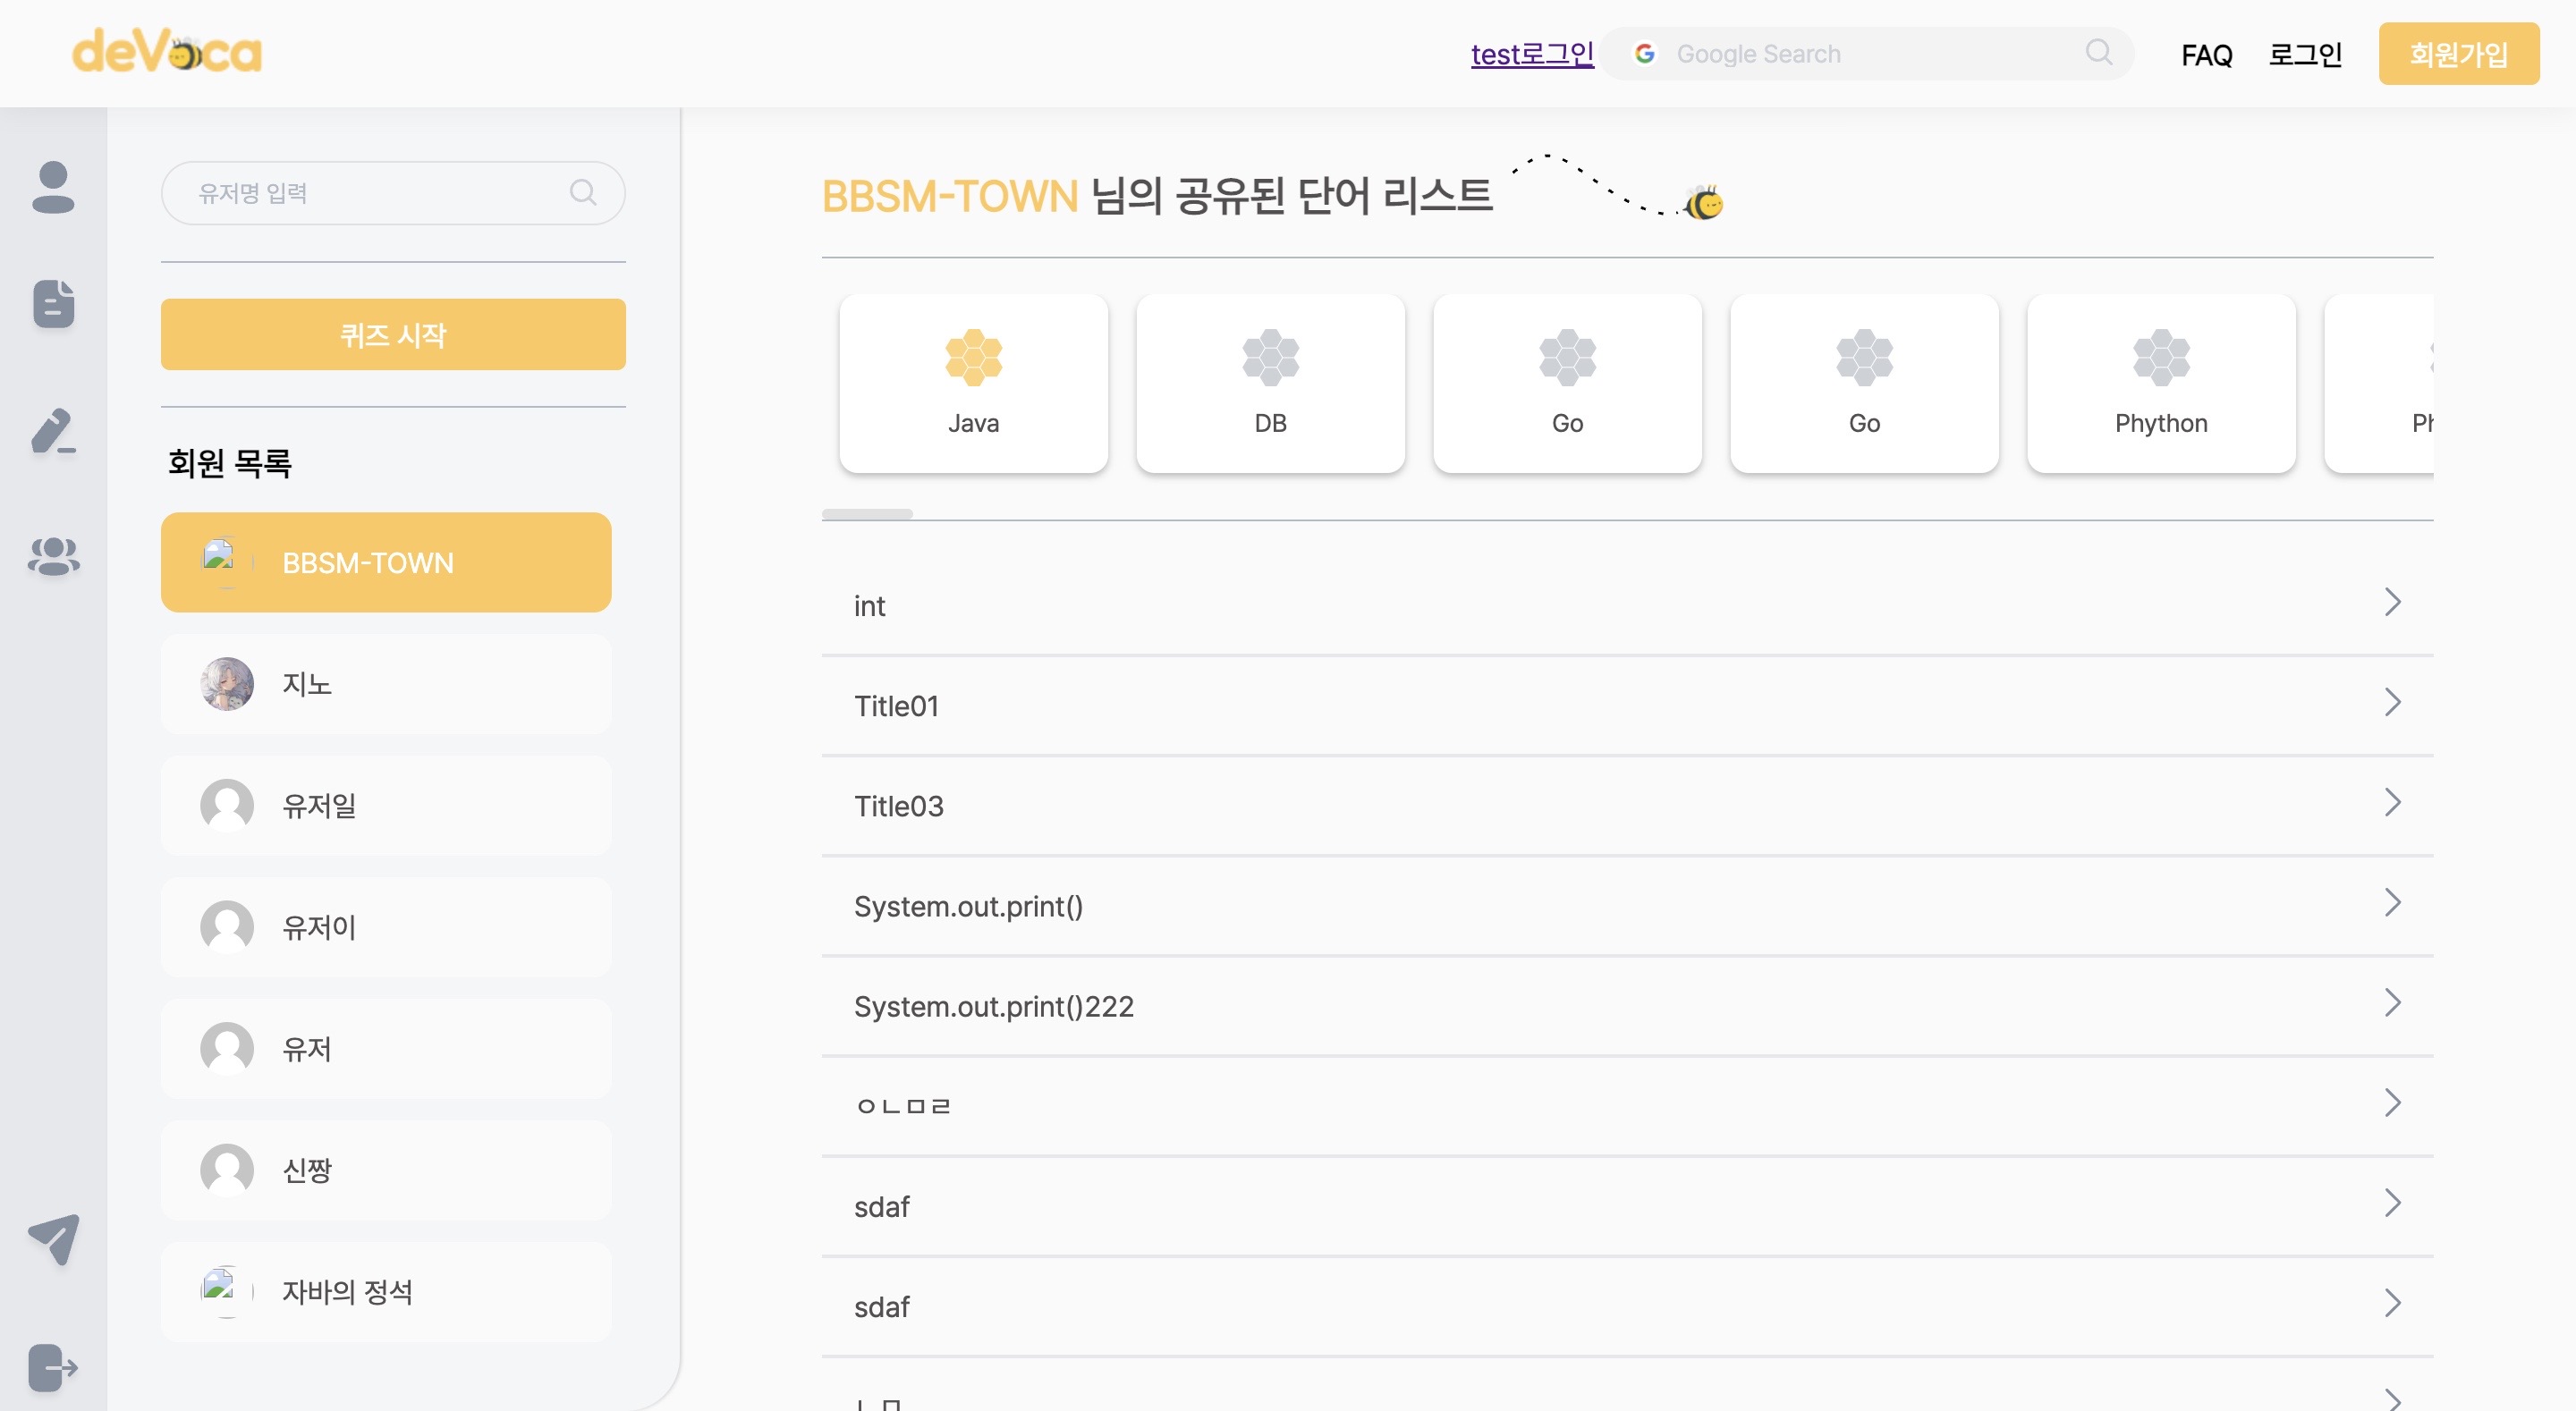 deVoca
test로그인
Google Search
FAQ
로그인
회원가입
유저명 입력
퀴즈 시작
회원 목록
BBSM-TOWN
지노
유저일
유저이
유저
신짱
자바의 정석
BBSM-TOWN 님의 공유된 단어 리스트
Java
DB
Go
Go
Phython
int
Title01
Title03
System.out.print()
System.out.print()222
ㅇㄴㅁㄹ
sdaf
sdaf